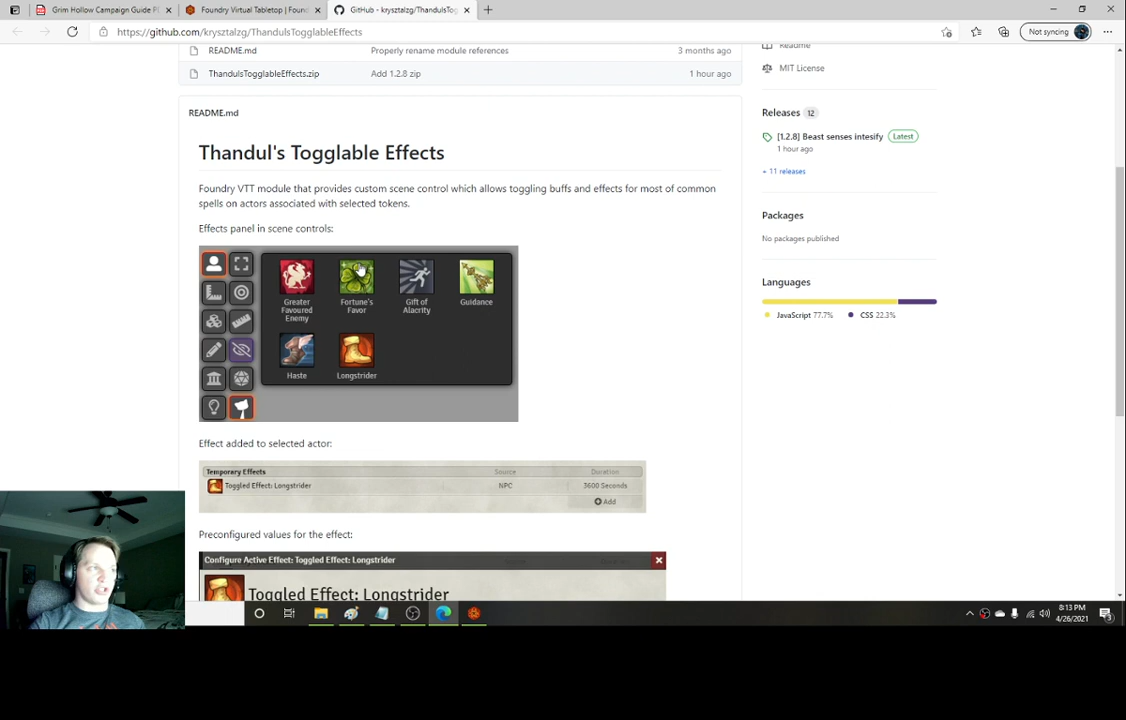 Grim Hollow Campaign Guide P
Foundry Virtual Tabletop | Found
GitHub - krysztalzg/ThandulsTog
https://github.com/krysztalzg/ThandulsTogglableEffects
Not syncing
README.md
Properly rename module references
3 months ago
ThandulsTogglableEffects.zip
Add 1.2.8 zip
1 hour ago
Readme
MIT License
Releases 12
[1.2.8] Beast senses intesify
Latest
1 hour ago
+ 11 releases
Packages
No packages published
Languages
JavaScript 77.7%
CSS 22.3%
README.md
Thandul's Togglable Effects
Foundry VTT module that provides custom scene control which allows toggling buffs and effects for most of common
spells on actors associated with selected tokens.
Effects panel in scene controls:
Greater
Favoured
Enemy
Fortune's
Favor
Gift of
Alacrity
Guidance
Haste
Longstrider
Effect added to selected actor:
Temporary Effects
Source
Duration
Toggled Effect: Longstrider
NPC
3600 Seconds
Add
Preconfigured values for the effect:
Configure Active Effect: Toggled Effect: Longstrider
Toggled Effect: Longstrider
8:13 PM
4/26/2021